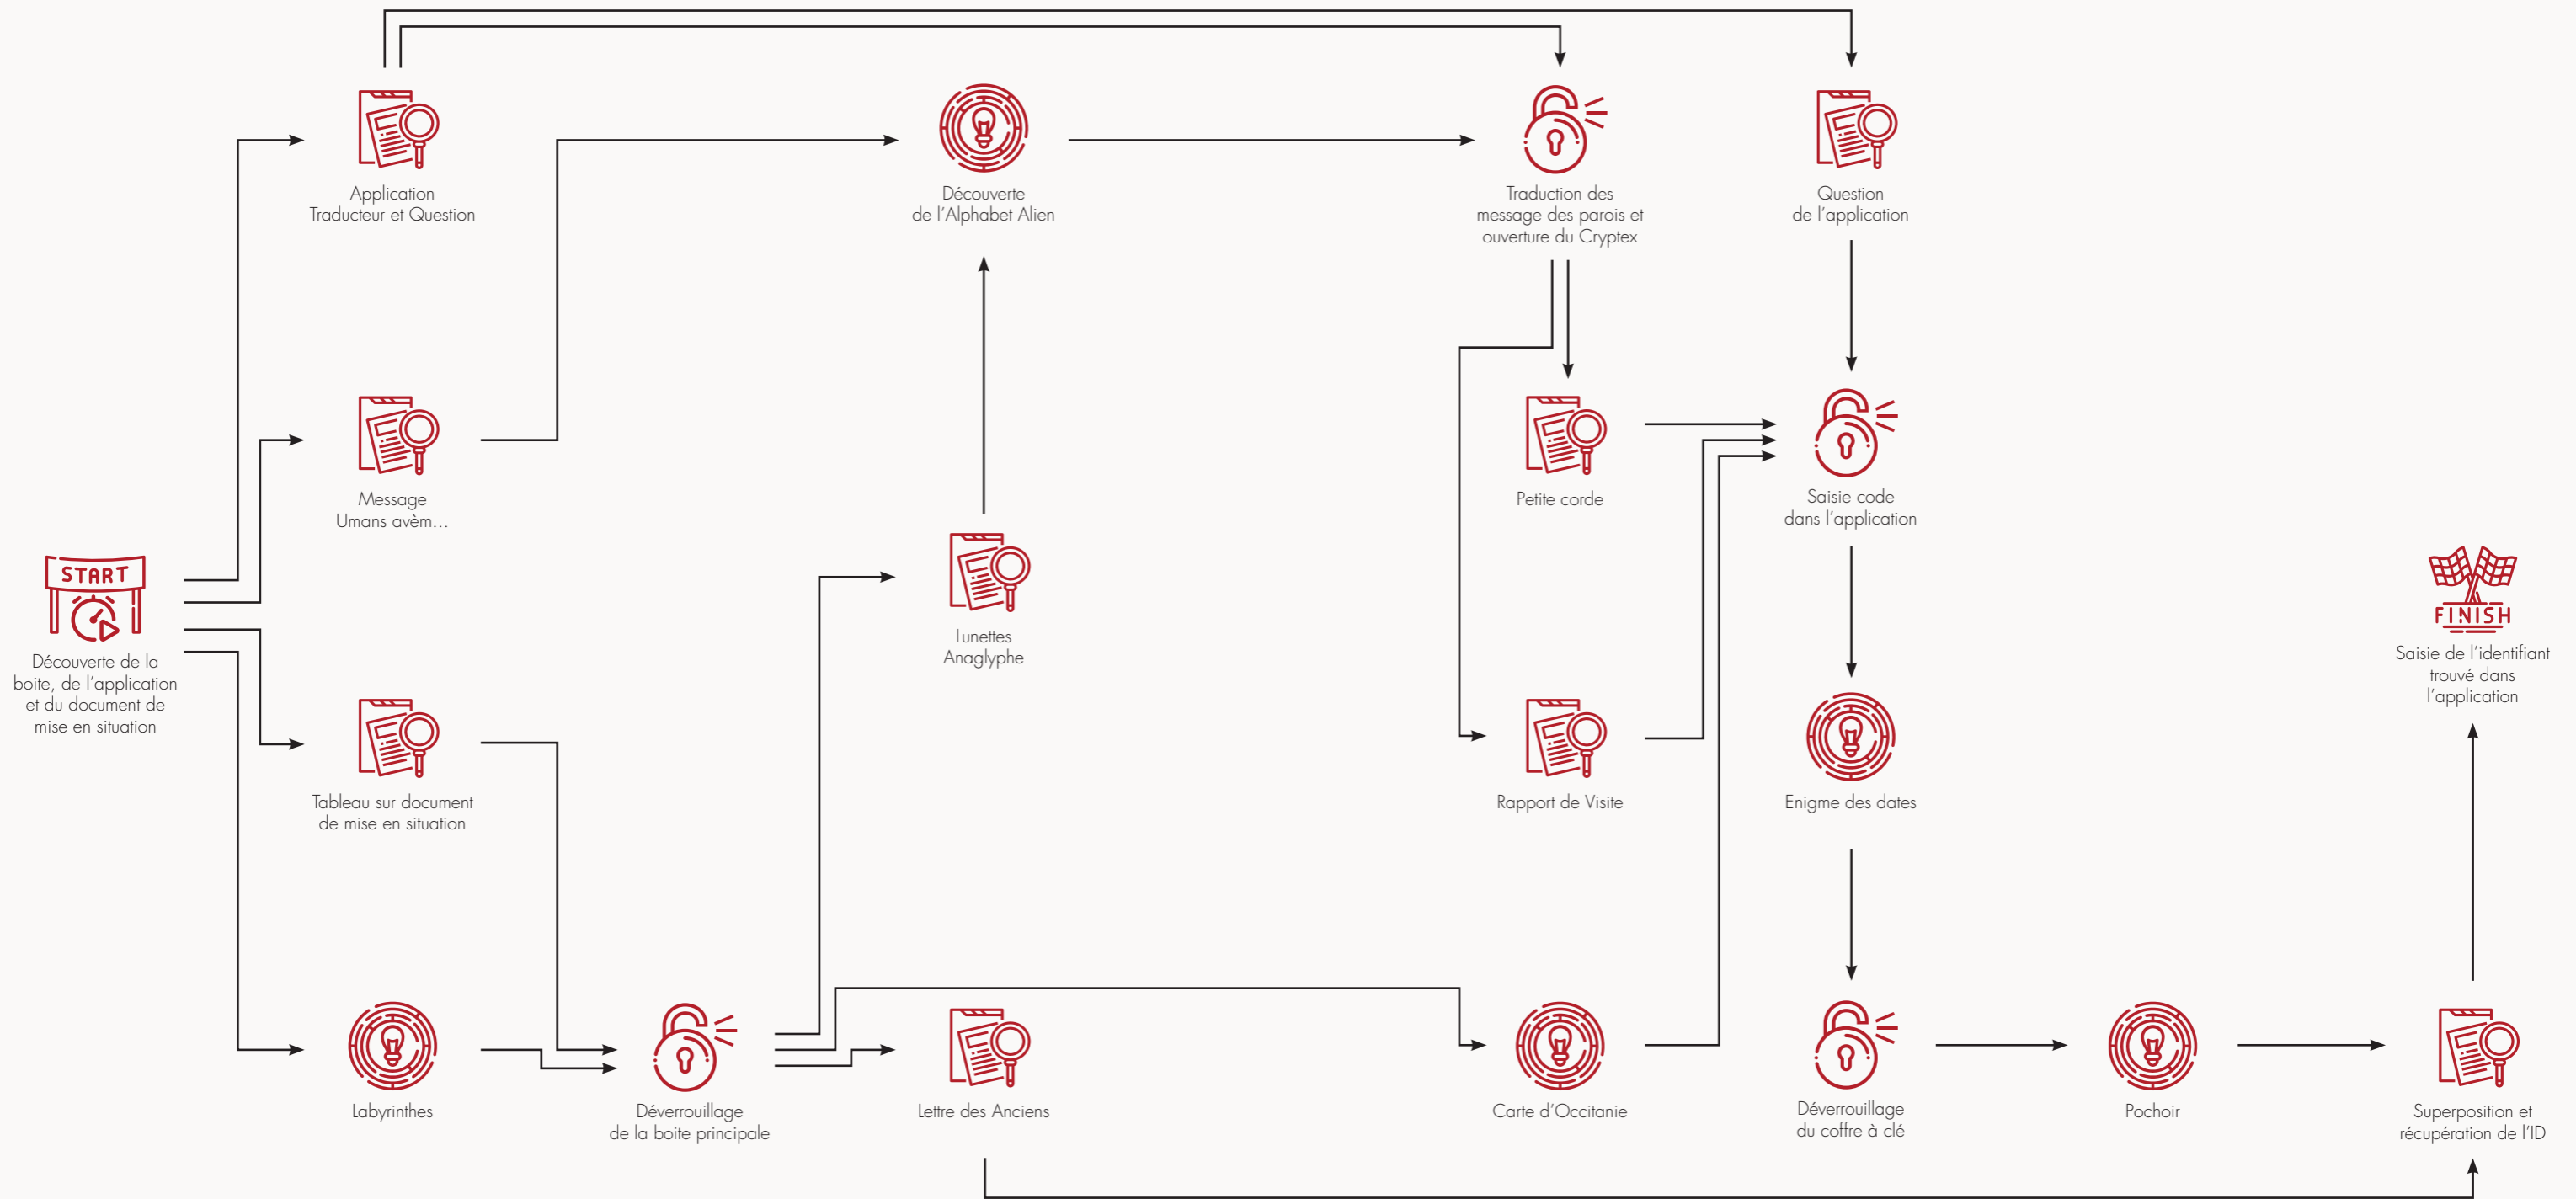 Application
Traducteur et Question
Découverte
de l'Alphabet Alien
Traduction des
message des parois et
ouverture du Cryptex
Question
de l'application
Message
Umans avèm...
Petite corde
Saisie code
dans l'application
START
Découverte de la
boite, de l'application
et du document de
mise en situation
Lunettes
Anaglyphe
FINISH
Saisie de l'identifiant
trouvé dans
l'application
Tableau sur document
de mise en situation
Rapport de Visite
Enigme des dates
Labyrinthes
Déverrouillage
de la boite principale
Lettre des Anciens
Carte d'Occitanie
Déverrouillage
du coffre à clé
Pochoir
Superposition et
récupération de l'ID